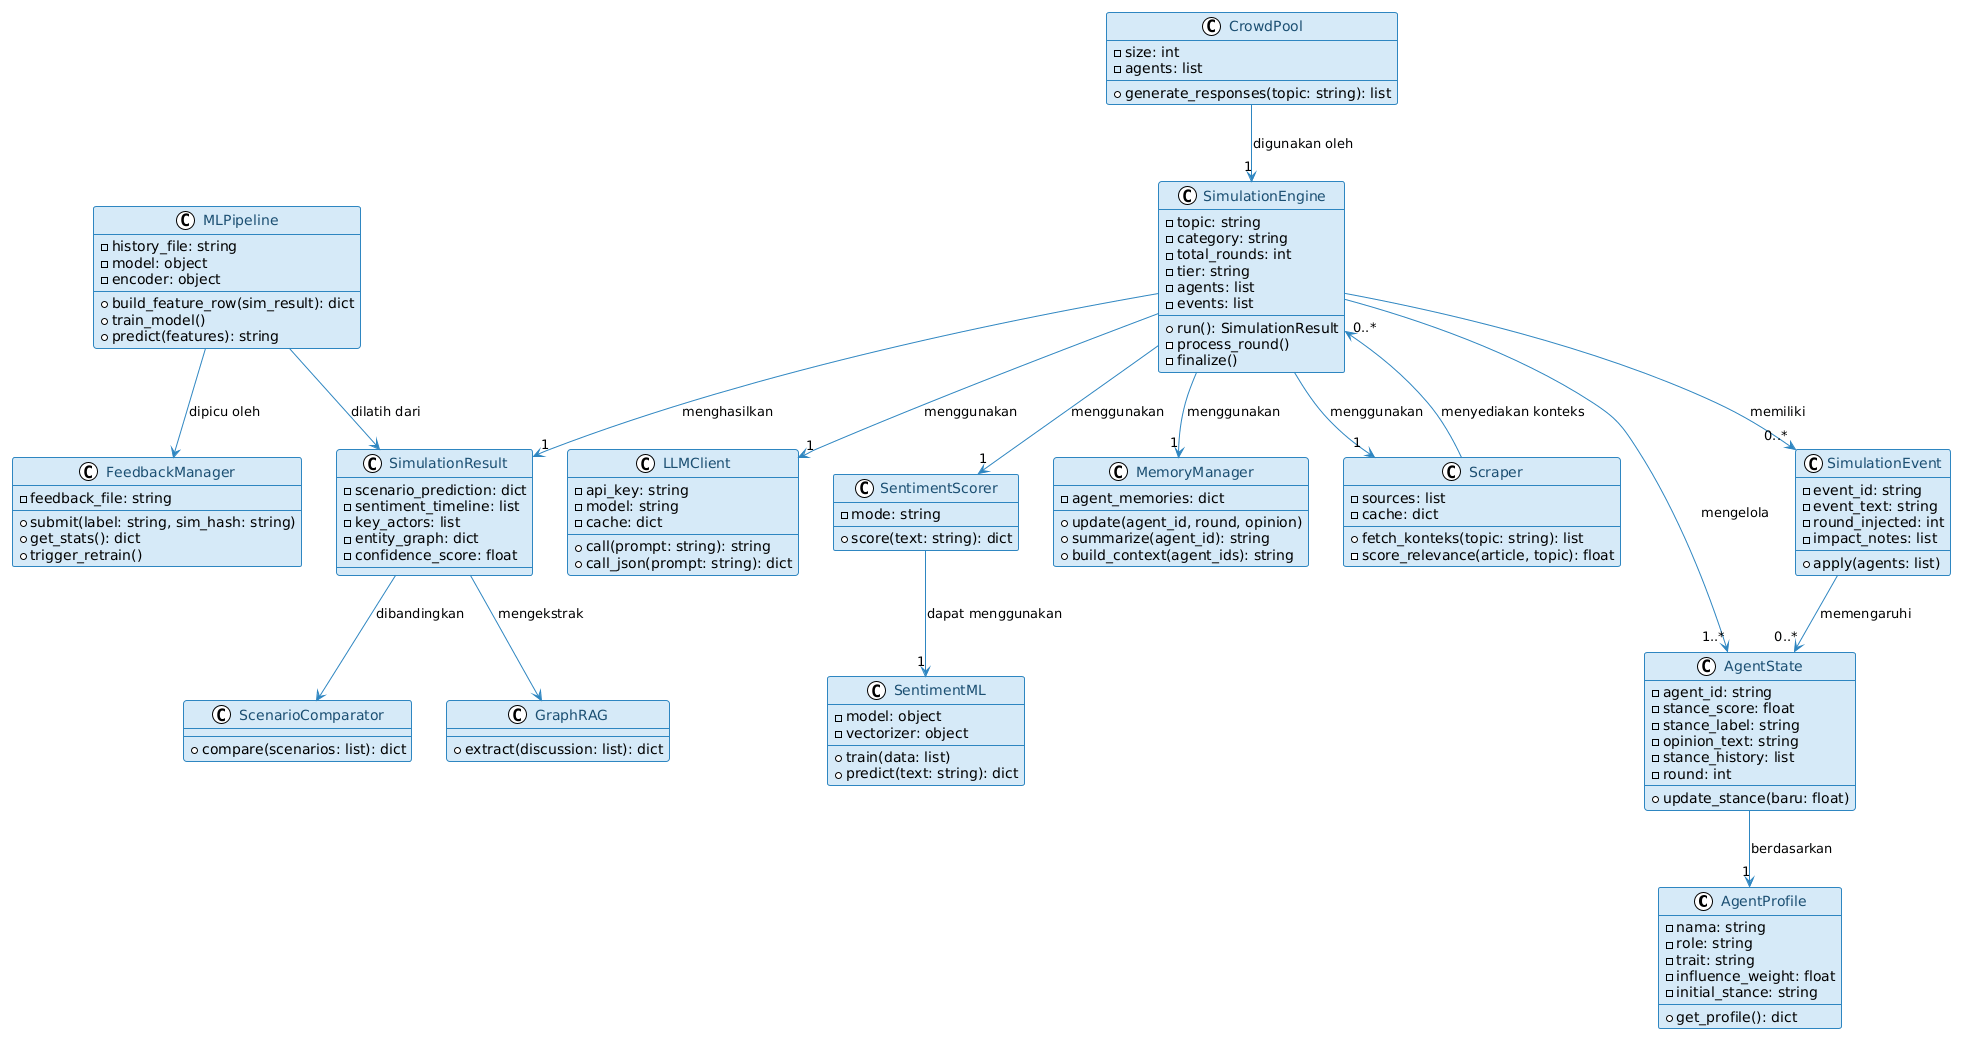 C CrowdPool
size: int
agents: list
generate_responses(topic: string): list
digunakan oleh
1
C SimulationEngine
topic: string
category: string
total_rounds: int
tier: string
agents: list
events: list
run(): SimulationResult
process_round()
finalize()
C MLPipeline
history_file: string
model: object
encoder: object
build_feature_row(sim_result): dict
train_model()
predict(features): string
0..*
dipicu oleh
dilatih dari
menghasilkan
menggunakan
menggunakan
menggunakan
menggunakan
menyediakan konteks
memiliki
1
1
1
1
1
0..*
C FeedbackManager
feedback_file: string
submit(label: string, sim_hash: string)
get_stats(): dict
trigger_retrain()
C SimulationResult
scenario_prediction: dict
sentiment_timeline: list
key_actors: list
entity_graph: dict
confidence_score: float
C LLMClient
api_key: string
model: string
cache: dict
call(prompt: string): string
call_json(prompt: string): dict
C SentimentScorer
mode: string
score(text: string): dict
C MemoryManager
agent_memories: dict
update(agent_id, round, opinion)
summarize(agent_id): string
build_context(agent_ids): string
C Scraper
sources: list
cache: dict
fetch_konteks(topic: string): list
score_relevance(article, topic): float
mengelola
C SimulationEvent
event_id: string
event_text: string
round_injected: int
impact_notes: list
apply(agents: list)
dibandingkan
mengekstrak
dapat menggunakan
memengaruhi
1
1..*
0..*
C ScenarioComparator
compare(scenarios: list): dict
C GraphRAG
extract(discussion: list): dict
C SentimentML
model: object
vectorizer: object
train(data: list)
predict(text: string): dict
C AgentState
agent_id: string
stance_score: float
stance_label: string
opinion_text: string
stance_history: list
round: int
update_stance(baru: float)
berdasarkan
1
C AgentProfile
nama: string
role: string
trait: string
influence_weight: float
initial_stance: string
get_profile(): dict